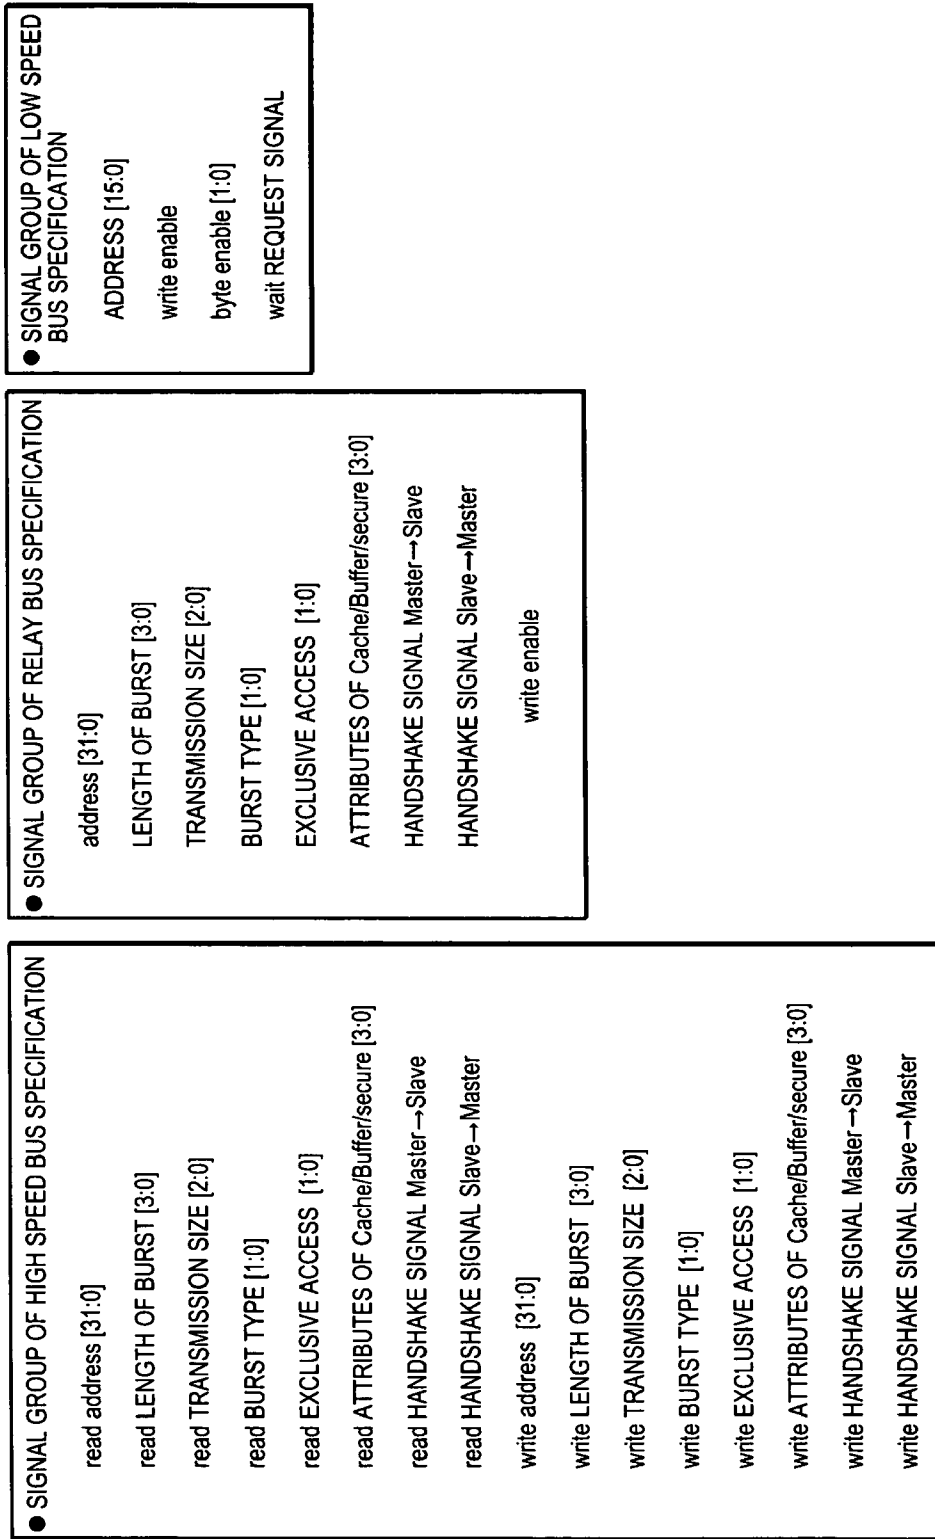 ● SIGNAL GROUP OF HIGH SPEED BUS SPECIFICATION
read address [31:0]
read LENGTH OF BURST [3:0]
read TRANSMISSION SIZE [2:0]
read BURST TYPE [1:0]
read EXCLUSIVE ACCESS [1:0]
read ATTRIBUTES OF Cache/Buffer/secure [3:0]
read HANDSHAKE SIGNAL Master→Slave
read HANDSHAKE SIGNAL Slave→Master
write address [31:0]
write LENGTH OF BURST [3:0]
write TRANSMISSION SIZE [2:0]
write BURST TYPE [1:0]
write EXCLUSIVE ACCESS [1:0]
write ATTRIBUTES OF Cache/Buffer/secure [3:0]
write HANDSHAKE SIGNAL Master→Slave
write HANDSHAKE SIGNAL Slave→Master
● SIGNAL GROUP OF RELAY BUS SPECIFICATION
address [31:0]
LENGTH OF BURST [3:0]
TRANSMISSION SIZE [2:0]
BURST TYPE [1:0]
EXCLUSIVE ACCESS [1:0]
ATTRIBUTES OF Cache/Buffer/secure [3:0]
HANDSHAKE SIGNAL Master→Slave
HANDSHAKE SIGNAL Slave→Master
write enable
● SIGNAL GROUP OF LOW SPEED
BUS SPECIFICATION
ADDRESS [15:0]
write enable
byte enable [1:0]
wait REQUEST SIGNAL